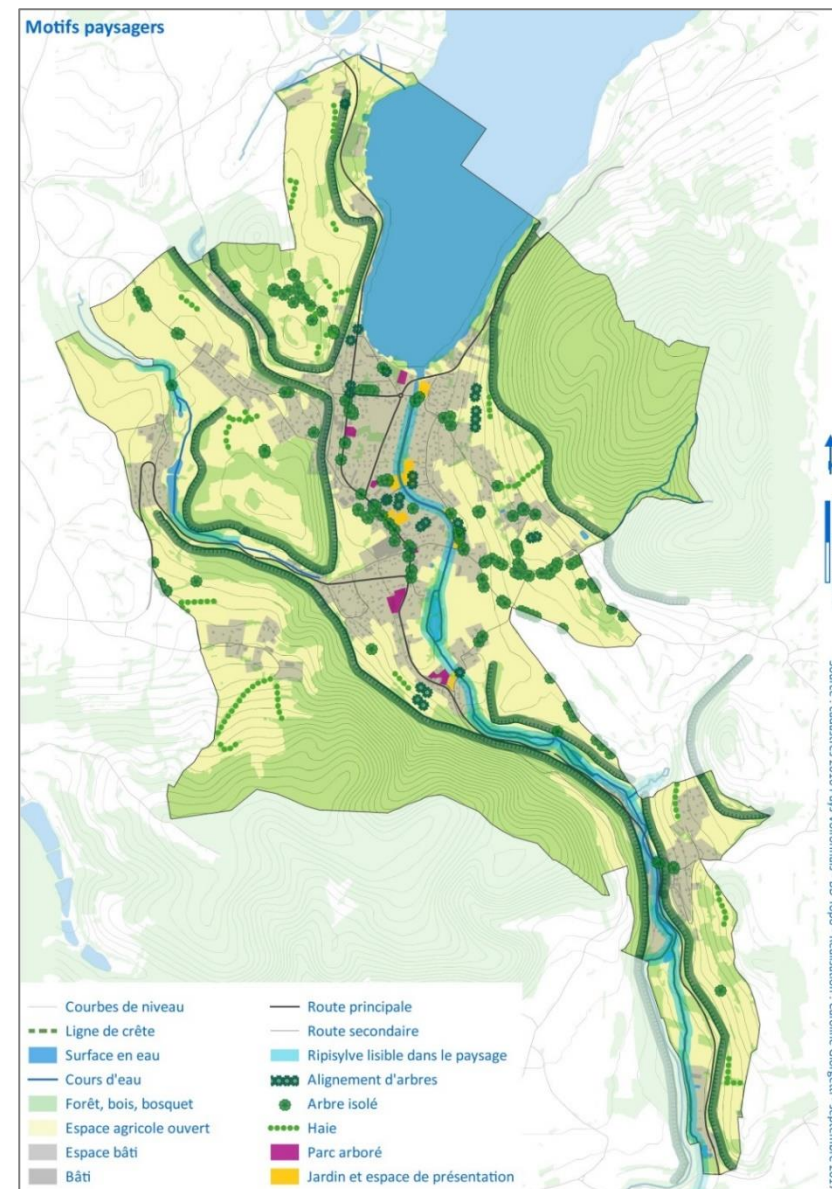 Motifs paysagers
Courbes de niveau
Ligne de crête
Surface en eau
Cours d'eau
Forêt, bois, bosquet
Espace agricole ouvert
Espace bâti
Bâti
Route principale
Route secondaire
Ripisylve lisible dans le paysage
Alignement d'arbres
Arbre isolé
Haie
Parc arboré
Jardin et espace de présentation